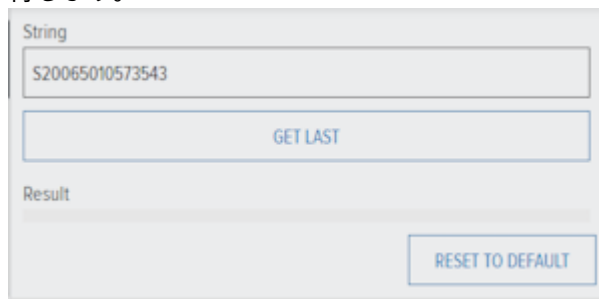 String
S20065010573543
GET LAST
Result
RESET TO DEFAULT